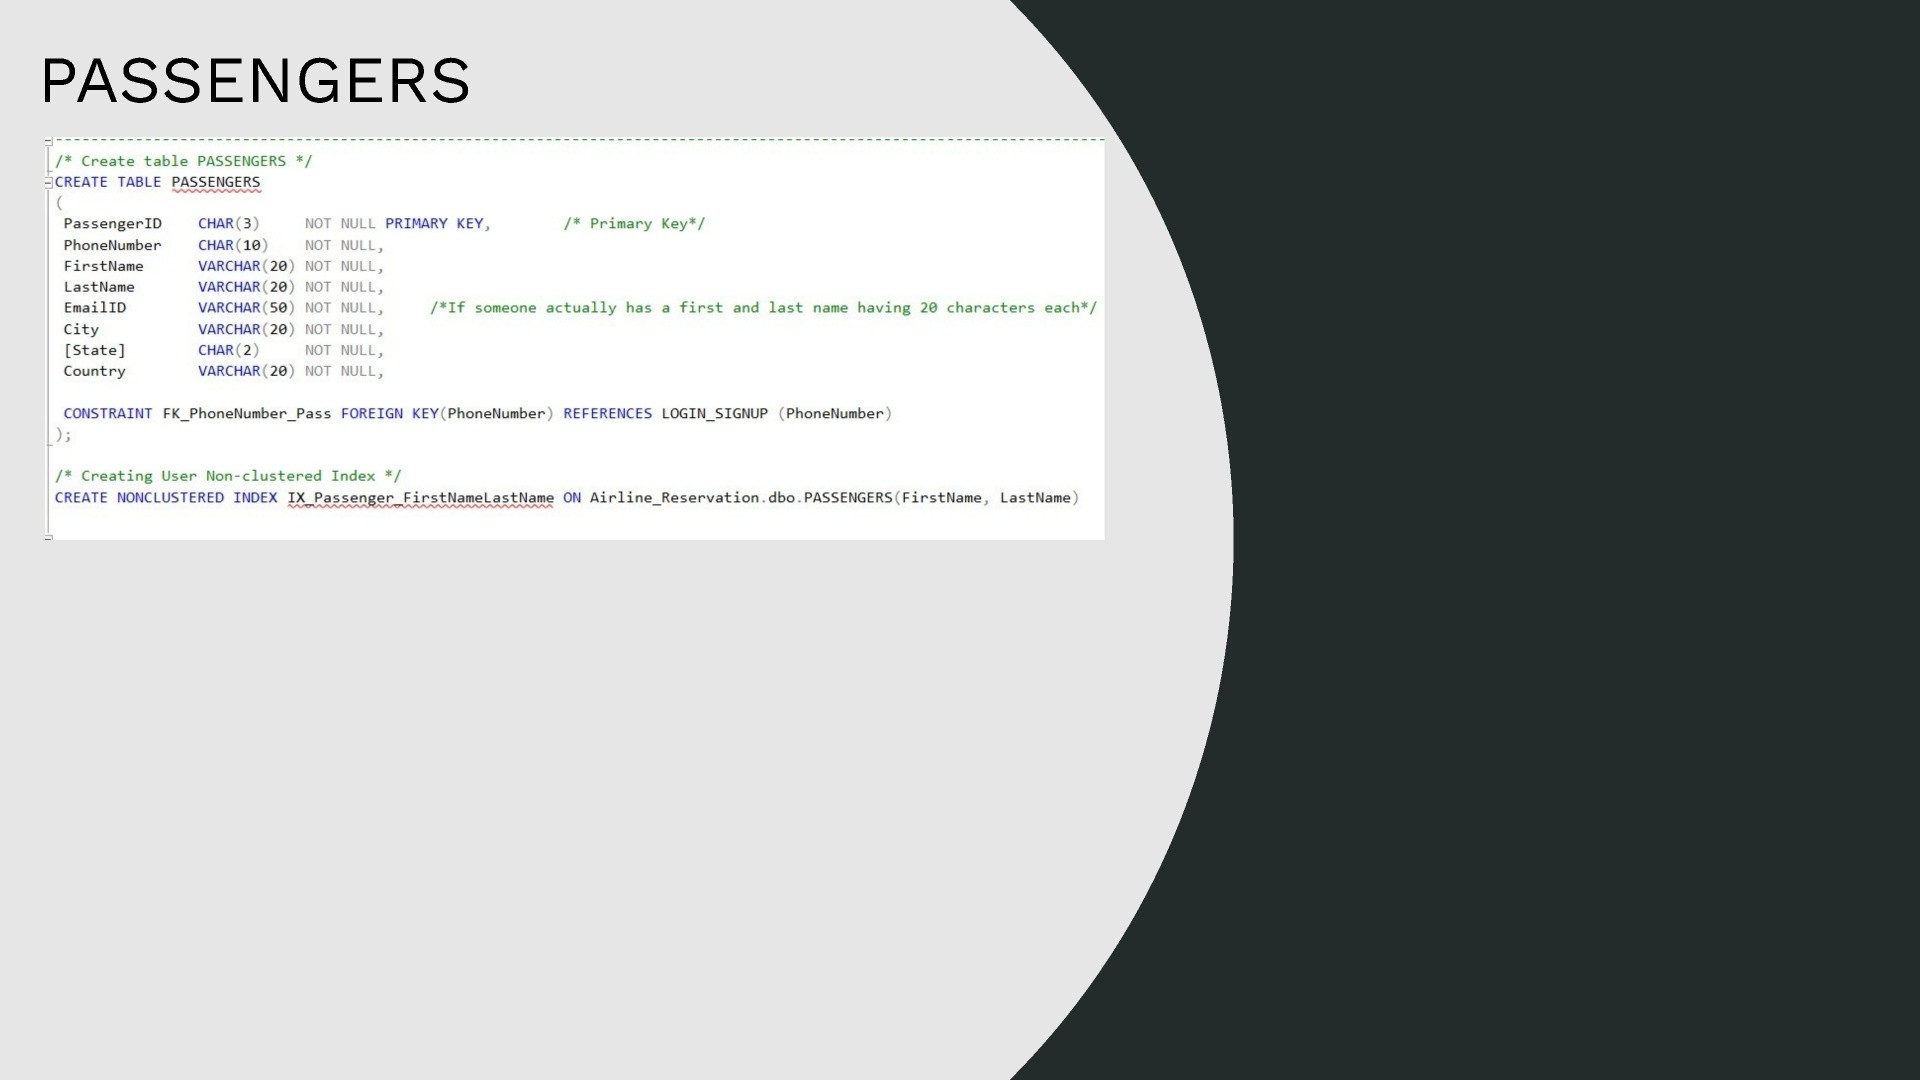 PASSENGERS
/* Create table PASSENGERS */
CREATE TABLE PASSENGERS
(
PassengerID CHAR(3) NOT NULL PRIMARY KEY, /* Primary Key*/
PhoneNumber CHAR(10) NOT NULL,
FirstName VARCHAR(20) NOT NULL,
LastName VARCHAR(20) NOT NULL,
EmailID VARCHAR(50) NOT NULL, /*If someone actually has a first and last name having 20 characters each*/
City VARCHAR(20) NOT NULL,
[State] CHAR(2) NOT NULL,
Country VARCHAR(20) NOT NULL,
CONSTRAINT FK_PhoneNumber_Pass FOREIGN KEY(PhoneNumber) REFERENCES LOGIN_SIGNUP (PhoneNumber)
);
/* Creating User Non-clustered Index */
CREATE NONCLUSTERED INDEX IX_Passenger_FirstNameLastName ON Airline_Reservation.dbo.PASSENGERS(FirstName, LastName)